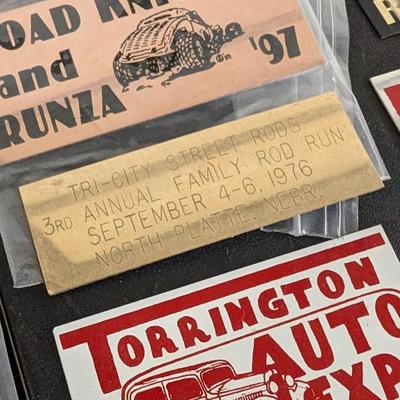 OAD KNI
and
RUNZA
'97
TRI-CITY STREET RODS
3RD ANNUAL FAMILY ROD RUN
SEPTEMBER 4-6, 1976
NORTH PLATTE, NEBR.
TORRINGTON
AUTO
EXP